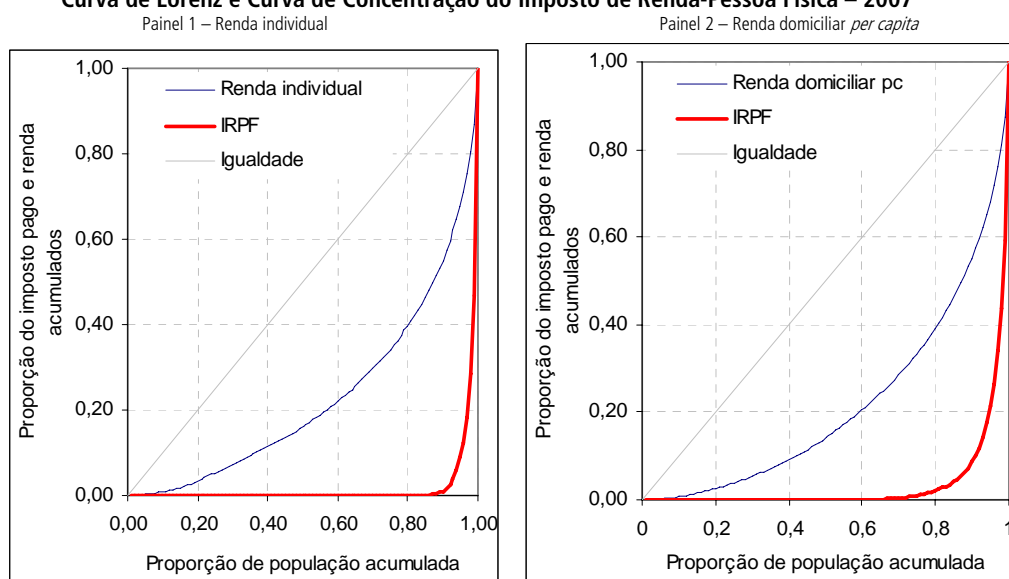 Curva de Lorenz e Curva de Concentração do Imposto de Renda-Pessoa Física – 2007
Painel 1 – Renda individual
Painel 2 – Renda domiciliar per capita
Proporção do imposto pago e renda
acumulados
1,00
0,80
0,60
0,40
0,20
0,00
Renda individual
IRPF
Igualdade
0,00 0,20 0,40 0,60 0,80 1,00
Proporção de população acumulada
Proporção do imposto pago e renda
acumulados
1,00
0,80
0,60
0,40
0,20
0,00
Renda domiciliar pc
IRPF
Igualdade
0 0,2 0,4 0,6 0,8 1
Proporção de população acumulada